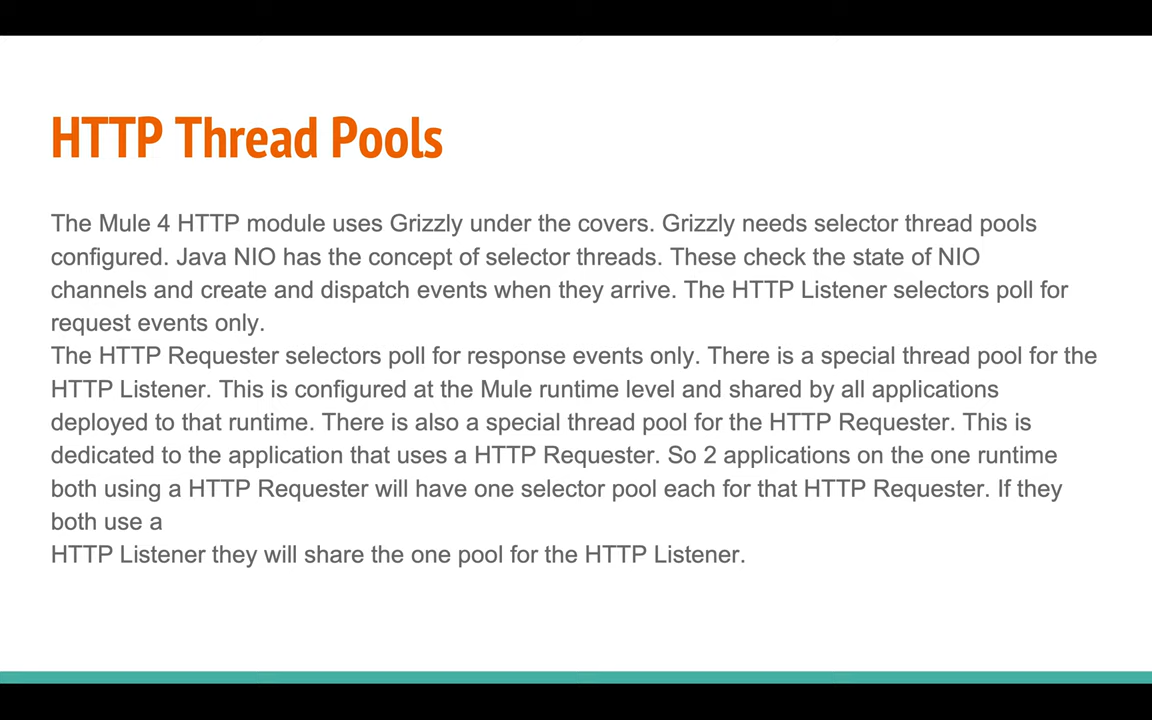 HTTP Thread Pools
The Mule 4 HTTP module uses Grizzly under the covers. Grizzly needs selector thread pools
configured. Java NIO has the concept of selector threads. These check the state of NIO
channels and create and dispatch events when they arrive. The HTTP Listener selectors poll for
request events only.
The HTTP Requester selectors poll for response events only. There is a special thread pool for the
HTTP Listener. This is configured at the Mule runtime level and shared by all applications
deployed to that runtime. There is also a special thread pool for the HTTP Requester. This is
dedicated to the application that uses a HTTP Requester. So 2 applications on the one runtime
both using a HTTP Requester will have one selector pool each for that HTTP Requester. If they
both use a
HTTP Listener they will share the one pool for the HTTP Listener.